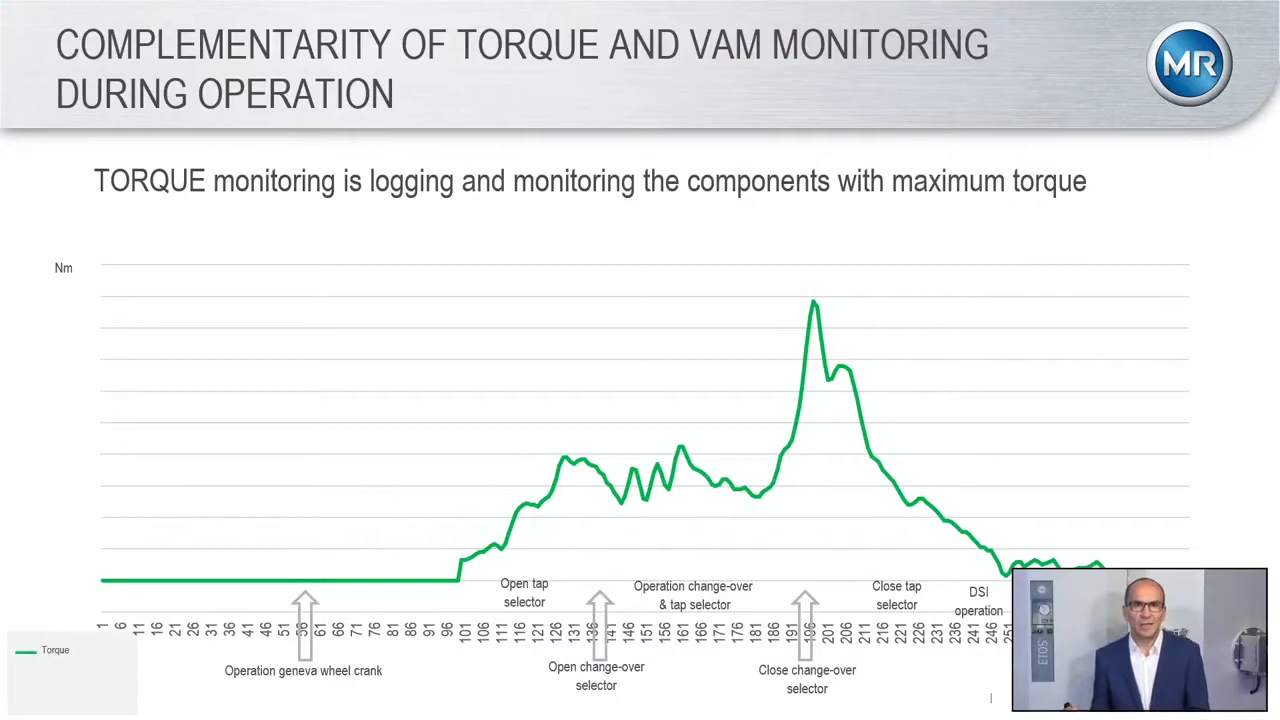 COMPLEMENTARITY OF TORQUE AND VAM MONITORING
DURING OPERATION
MR
TORQUE monitoring is logging and monitoring the components with maximum torque
Nm
Open tap
selector
Operation change-over
& tap selector
Close tap
selector
DSI
operation
1 6 11 16 21 26 31 36 41 46 51 56 61 66 71 76 81 86 91 96 101 106 111 116 121 126 131 136 141 146 151 156 161 166 171 176 181 186 191 196 201 206 211 216 221 226 231 236 241 246
Torque
Operation geneva wheel crank
Open change-over
selector
Close change-over
selector
ETOS